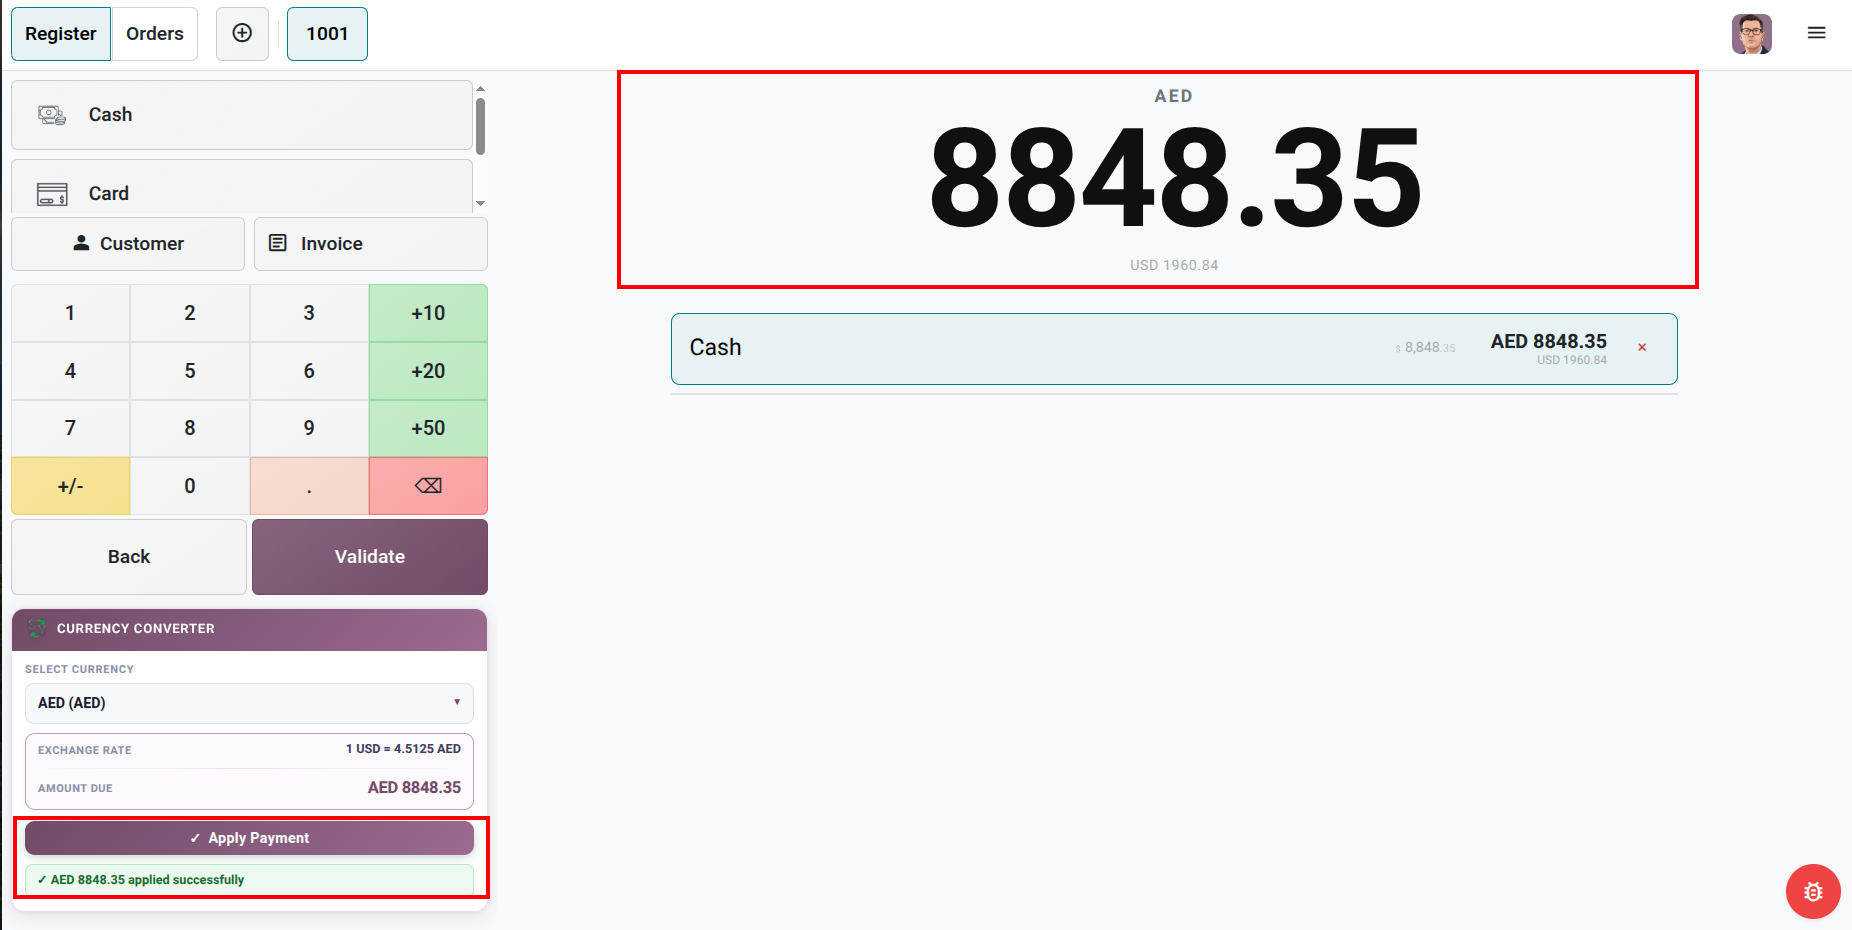 Register Orders 1001
Cash
Card
Customer Invoice
1 2 3 +10
4 5 6 +20
7 8 9 +50
+/- 0 . ⌫
Back Validate
CURRENCY CONVERTER
SELECT CURRENCY
AED (AED)
EXCHANGE RATE 1 USD = 4.5125 AED
AMOUNT DUE AED 8848.35
✓ Apply Payment
✓ AED 8848.35 applied successfully
AED
8848.35
USD 1960.84
Cash $ 8,848.35 AED 8848.35 ×
USD 1960.84